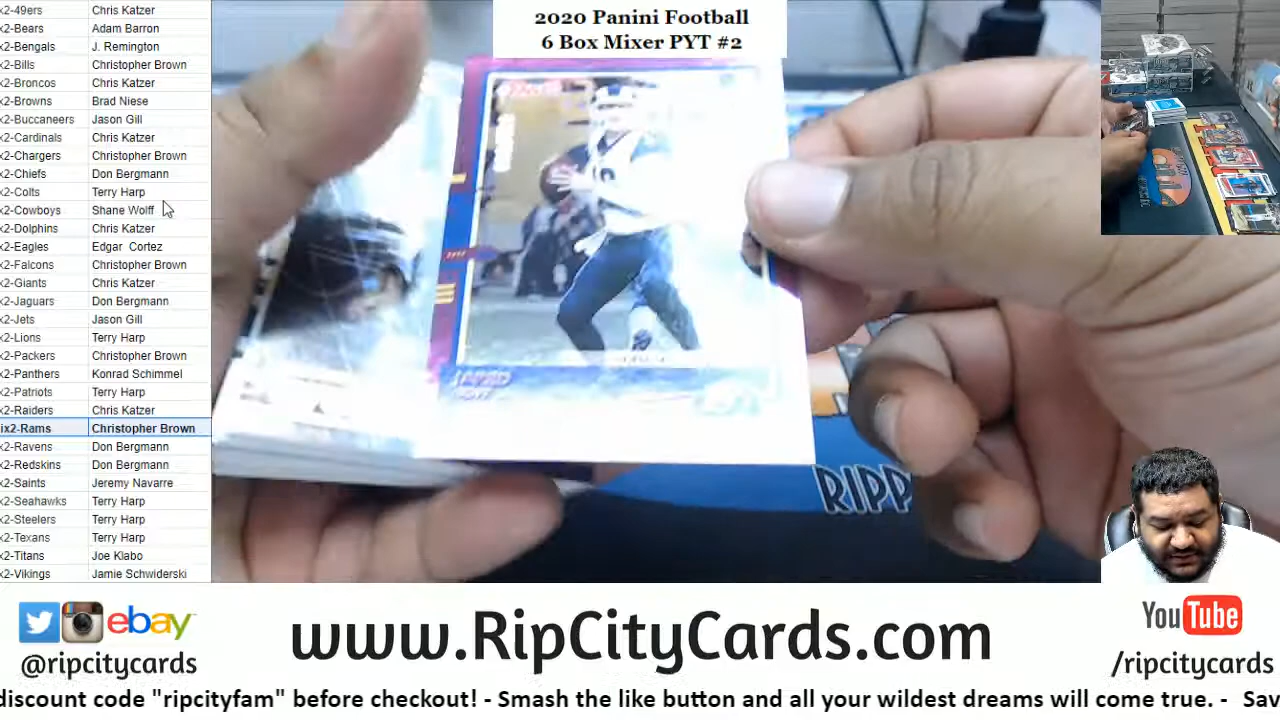 2020 Panini Football
6 Box Mixer PYT #2
x2-49ers Chris Katzer
x2-Bears Adam Barron
x2-Bengals J. Remington
x2-Bills Christopher Brown
x2-Broncos Chris Katzer
x2-Browns Brad Niese
x2-Buccaneers Jason Gill
x2-Cardinals Chris Katzer
x2-Chargers Christopher Brown
x2-Chiefs Don Bergmann
x2-Colts Terry Harp
x2-Cowboys Shane Wolff
x2-Dolphins Chris Katzer
x2-Eagles Edgar Cortez
x2-Falcons Christopher Brown
x2-Giants Chris Katzer
x2-Jaguars Don Bergmann
x2-Jets Jason Gill
x2-Lions Terry Harp
x2-Packers Christopher Brown
x2-Panthers Konrad Schimmel
x2-Patriots Terry Harp
x2-Raiders Chris Katzer
ix2-Rams Christopher Brown
x2-Ravens Don Bergmann
x2-Redskins Don Bergmann
x2-Saints Jeremy Navarre
x2-Seahawks Terry Harp
x2-Steelers Terry Harp
x2-Texans Terry Harp
x2-Titans Joe Klabo
x2-Vikings Jamie Schwiderski
JARED
GOFF
RIPP
ebay
@ripcitycards
www.RipCityCards.com
YouTube
/ripcitycards
discount code "ripcityfam" before checkout! - Smash the like button and all your wildest dreams will come true. - Sav